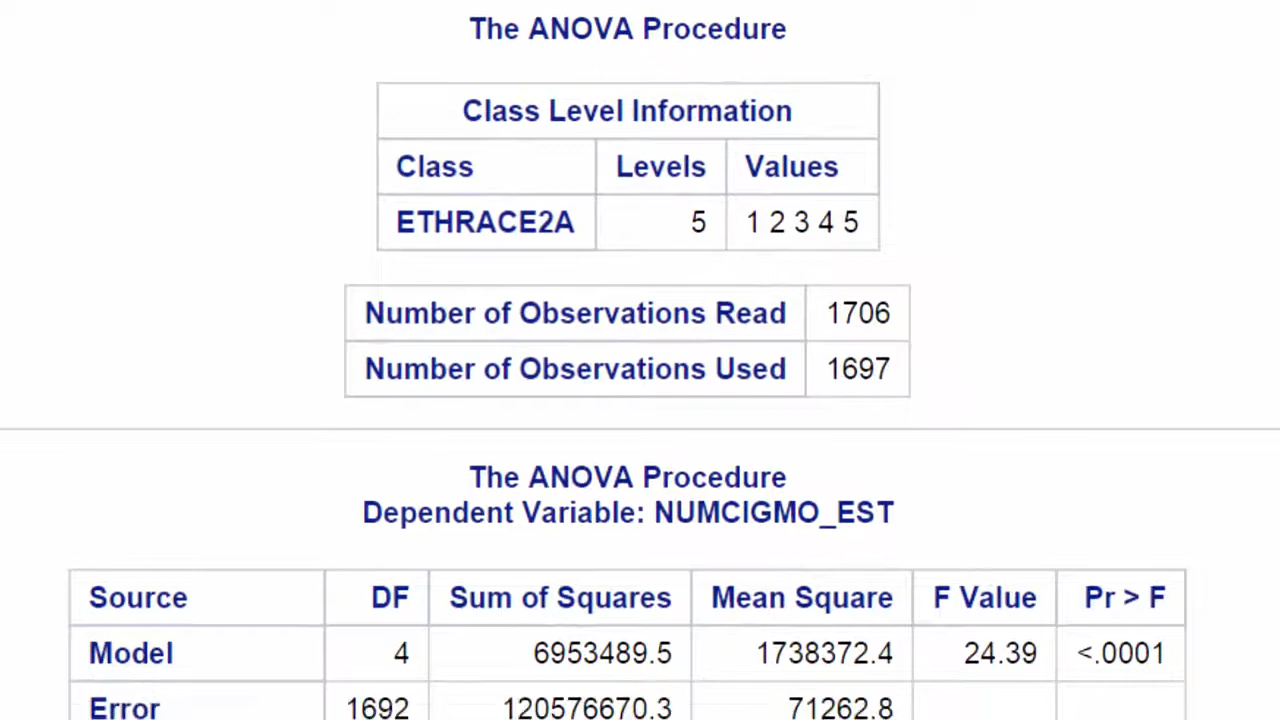 The ANOVA Procedure
Class Level Information
Class Levels Values
ETHRACE2A 5 1 2 3 4 5
Number of Observations Read 1706
Number of Observations Used 1697
The ANOVA Procedure
Dependent Variable: NUMCIGMO_EST
Source DF Sum of Squares Mean Square F Value Pr > F
Model 4 6953489.5 1738372.4 24.39 <.0001
Error 1692 120576670.3 71262.8